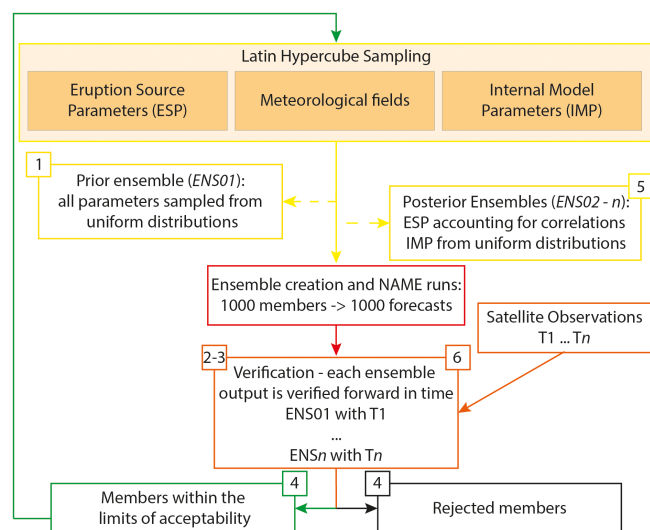 Latin Hypercube Sampling
Eruption Source
Parameters (ESP)
Meteorological fields
Internal Model
Parameters (IMP)
1
Prior ensemble (ENS01):
all parameters sampled from
uniform distributions
5
Posterior Ensembles (ENS02 - n):
ESP accounting for correlations
IMP from uniform distributions
Ensemble creation and NAME runs:
1000 members -> 1000 forecasts
Satellite Observations
T1 ... Tn
2-3
6
Verification - each ensemble
output is verified forward in time
ENS01 with T1
...
ENSn with Tn
4
Members within the
limits of acceptability
4
Rejected members